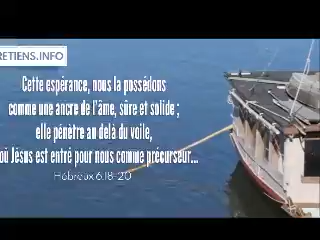 RETIENS.INFO
Cette espérance, nous la possédons
comme une ancre de l'âme, sûre et solide ;
elle pénètre au delà du voile,
où Jésus est entré pour nous comme précurseur...
Hébreux 6.18-20